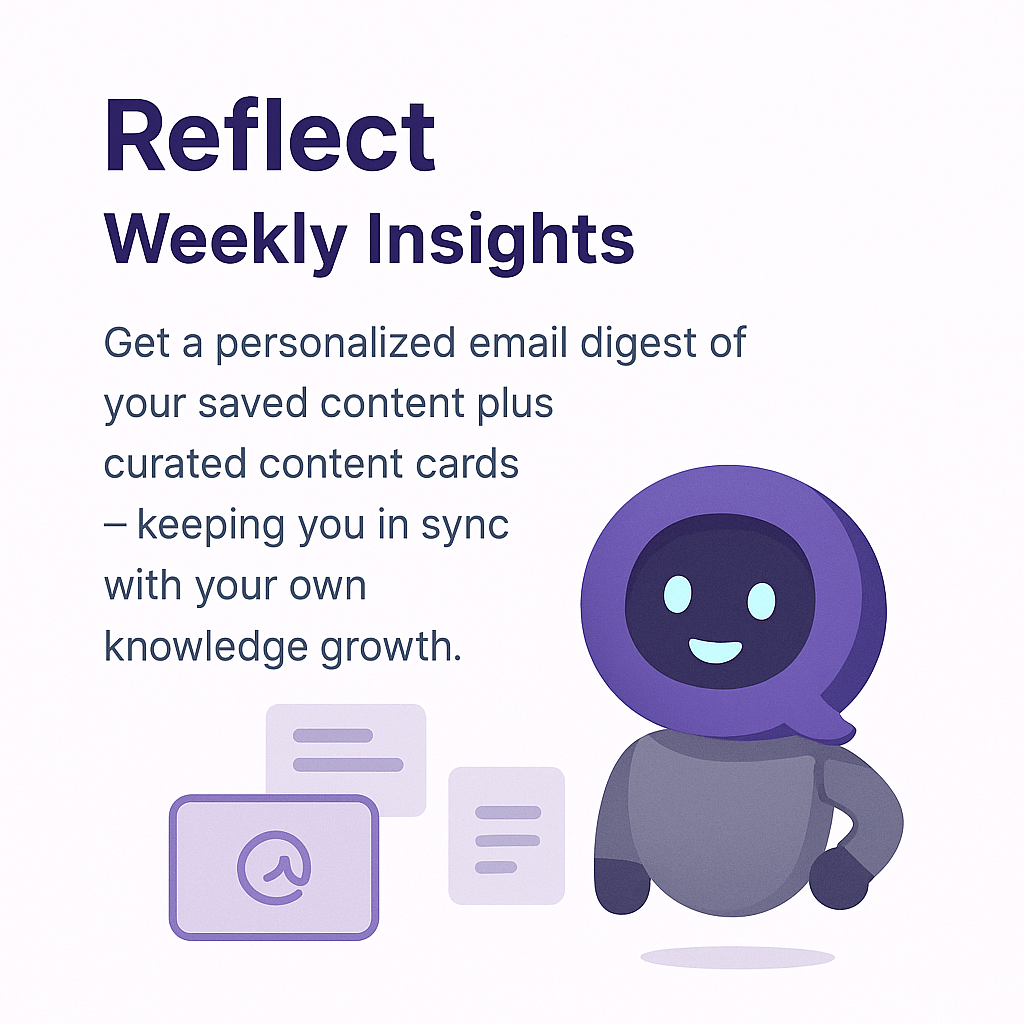 Reflect
Weekly Insights
Get a personalized email digest of
your saved content plus
curated content cards
– keeping you in sync
with your own
knowledge growth.